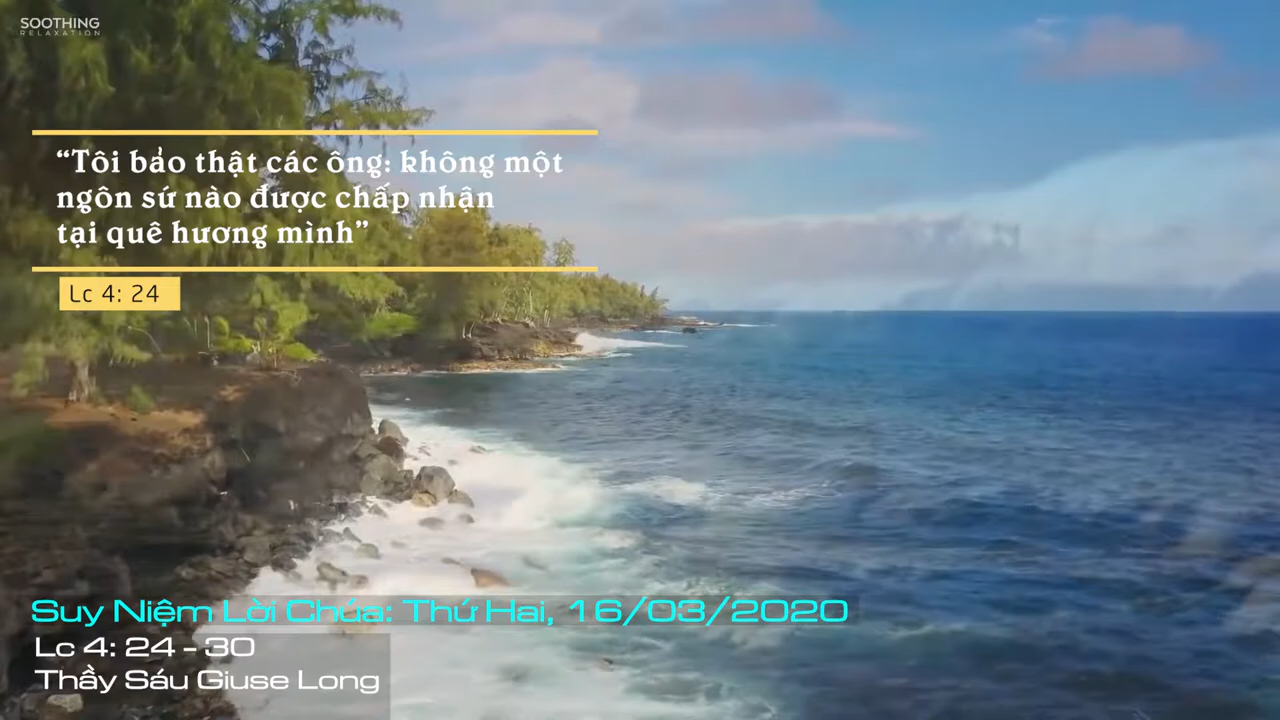 SOOTHING
RELAXATION
“Tôi bảo thật các ông: không một
ngôn sứ nào được chấp nhận
tại quê hương mình”
Lc 4: 24
Suy Niệm Lời Chúa: Thứ Hai, 16/03/2020
Lc 4: 24 - 30
Thầy Sáu Giuse Long